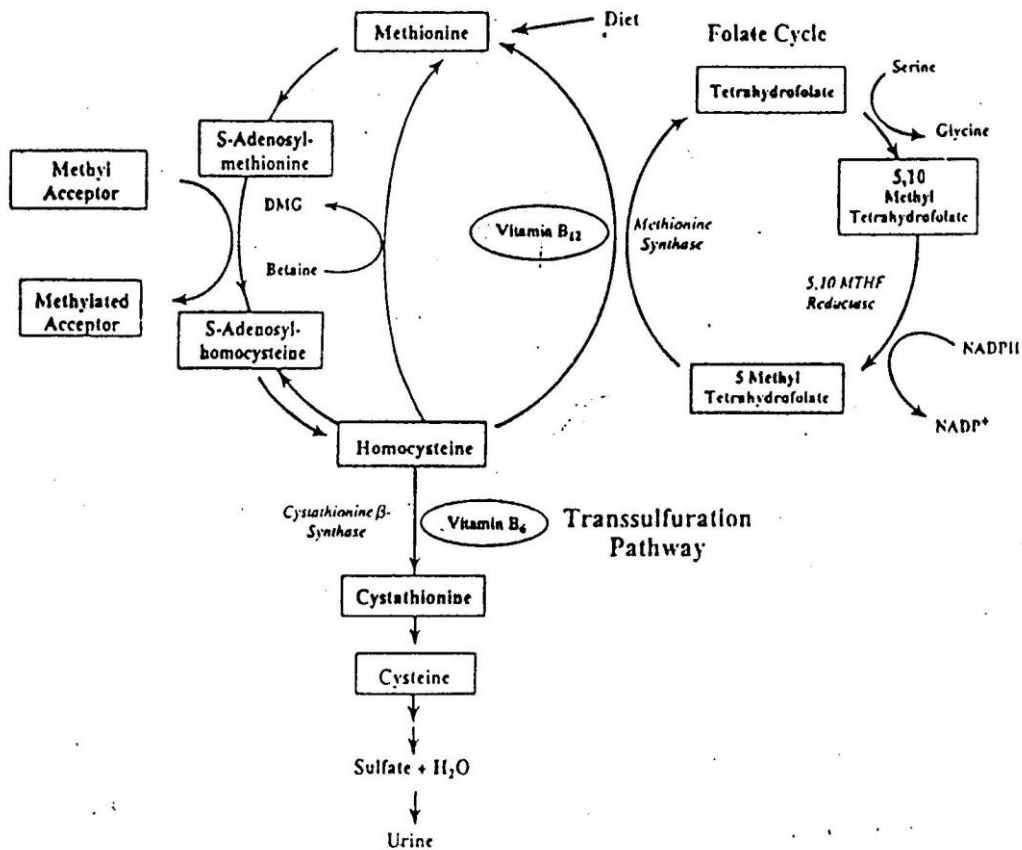 Diet
Methionine
Folate Cycle
Serine
Tetrahydrofolate
Glycine
S-Adenosyl-
methionine
Methyl
Acceptor
5,10
Methyl
Tetrahydrofolate
DMG
Vitamin B₁₂
Methionine
Synthase
Betaine
5,10 MTHF
Reductase
Methylated
Acceptor
S-Adenosyl-
homocysteine
NADPH
5 Methyl
Tetrahydrofolate
NADP⁺
Homocysteine
Cystathionine β-
Synthase
Vitamin B₆
Transsulfuration
Pathway
Cystathionine
Cysteine
Sulfate + H₂O
Urine